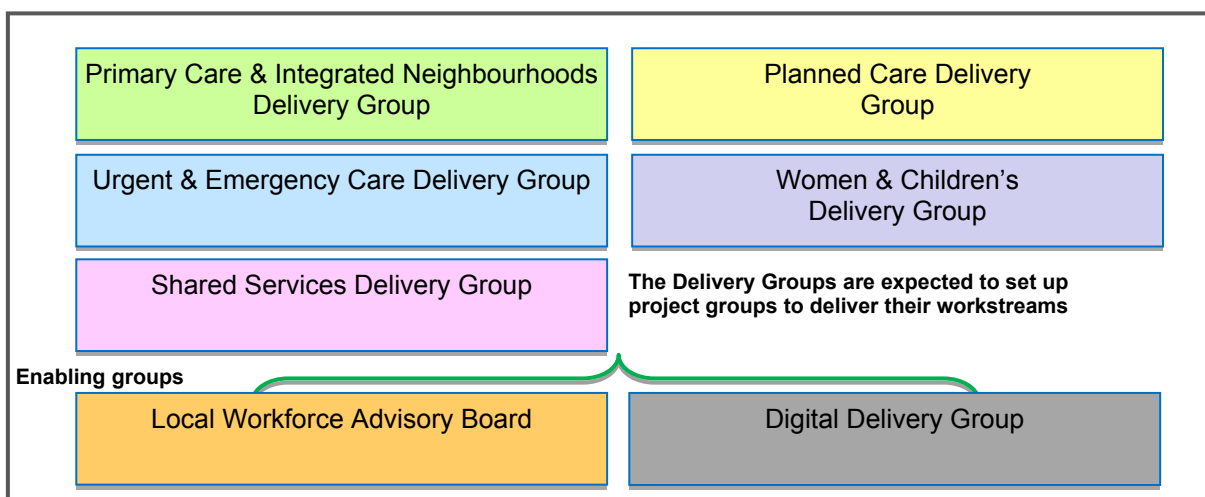 Primary Care & Integrated Neighbourhoods
Delivery Group
Planned Care Delivery
Group
Urgent & Emergency Care Delivery Group
Women & Children’s
Delivery Group
Shared Services Delivery Group
The Delivery Groups are expected to set up
project groups to deliver their workstreams
Enabling groups
Local Workforce Advisory Board
Digital Delivery Group